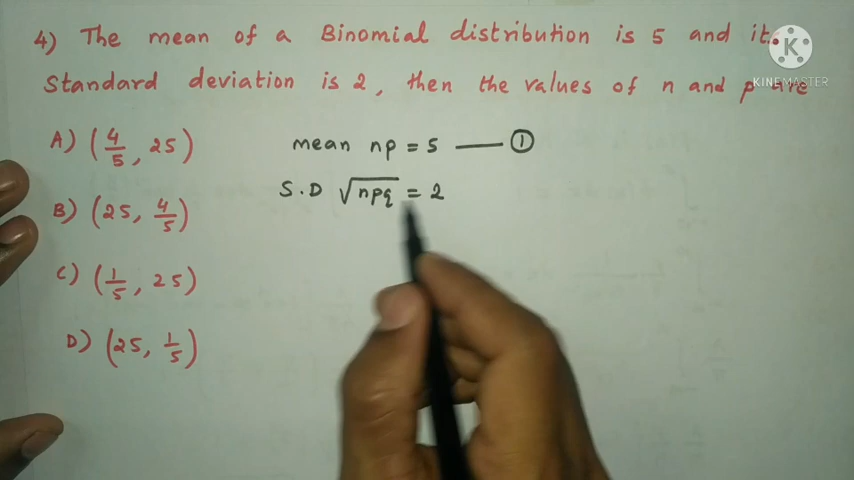 4) The mean of a Binomial distribution is 5 and its
Standard deviation is 2, then the values of n and p are
A) (4/5, 25)
mean np = 5 —— ①
S.D √npq = 2
B) (25, 4/5)
C) (1/5, 25)
D) (25, 1/5)
K
KINEMASTER